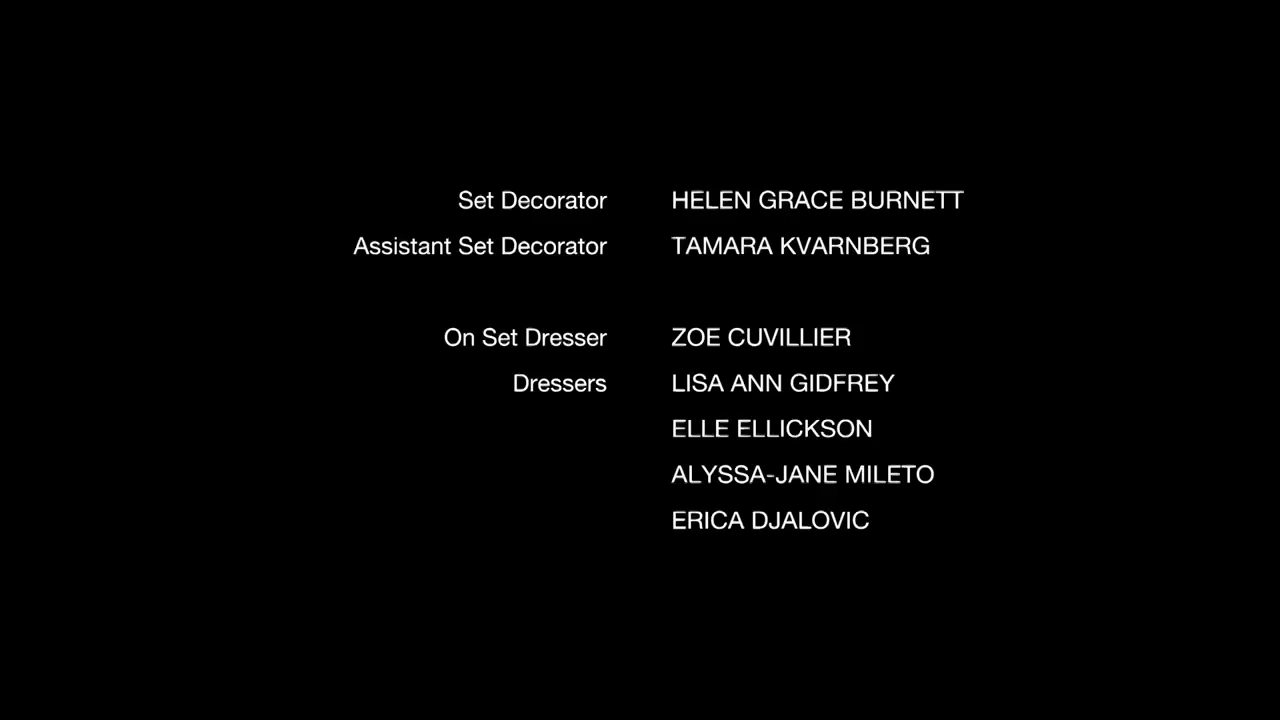 Set Decorator HELEN GRACE BURNETT
Assistant Set Decorator TAMARA KVARNBERG
On Set Dresser ZOE CUVILLIER
Dressers LISA ANN GIDFREY
ELLE ELLICKSON
ALYSSA-JANE MILETO
ERICA DJALOVIC